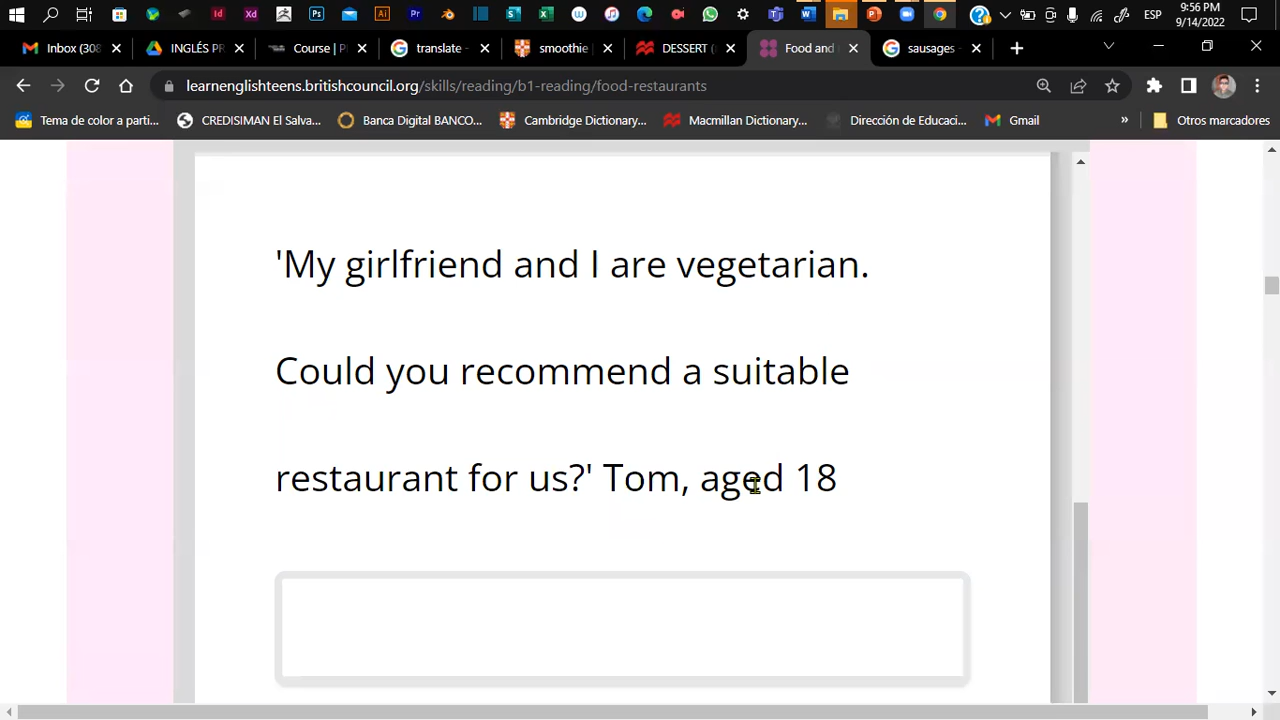 9:56 PM
ESP
9/14/2022
Inbox (308
INGLÉS PR
Course | P
translate -
smoothie
DESSERT (
Food and
sausages
learnenglishteens.britishcouncil.org/skills/reading/b1-reading/food-restaurants
Tema de color a parti...
CREDISIMAN El Salva...
Banca Digital BANCO...
Cambridge Dictionary...
Macmillan Dictionary...
Dirección de Educaci...
Gmail
»
Otros marcadores
'My girlfriend and I are vegetarian.
Could you recommend a suitable
restaurant for us?' Tom, aged 18